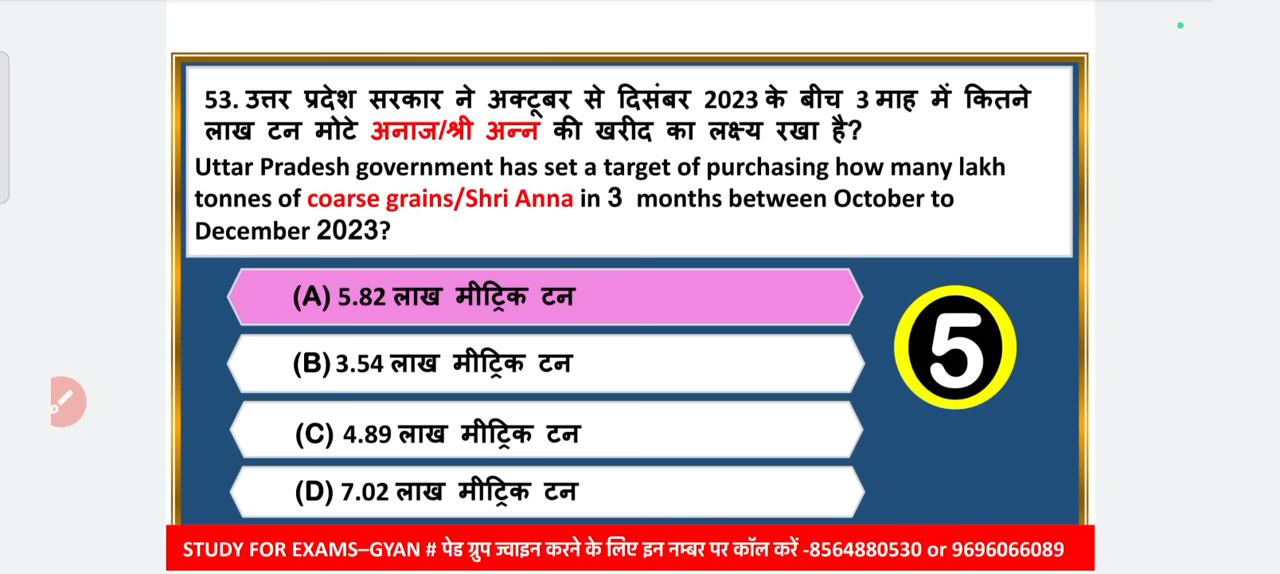 53. उत्तर प्रदेश सरकार ने अक्टूबर से दिसंबर 2023 के बीच 3 माह में कितने
लाख टन मोटे अनाज/श्री अन्न की खरीद का लक्ष्य रखा है?
Uttar Pradesh government has set a target of purchasing how many lakh
tonnes of coarse grains/Shri Anna in 3 months between October to
December 2023?
(A) 5.82 लाख मीट्रिक टन
(B) 3.54 लाख मीट्रिक टन
5
(C) 4.89 लाख मीट्रिक टन
(D) 7.02 लाख मीट्रिक टन
STUDY FOR EXAMS–GYAN # पेड ग्रुप ज्वाइन करने के लिए इन नम्बर पर कॉल करें -8564880530 or 9696066089